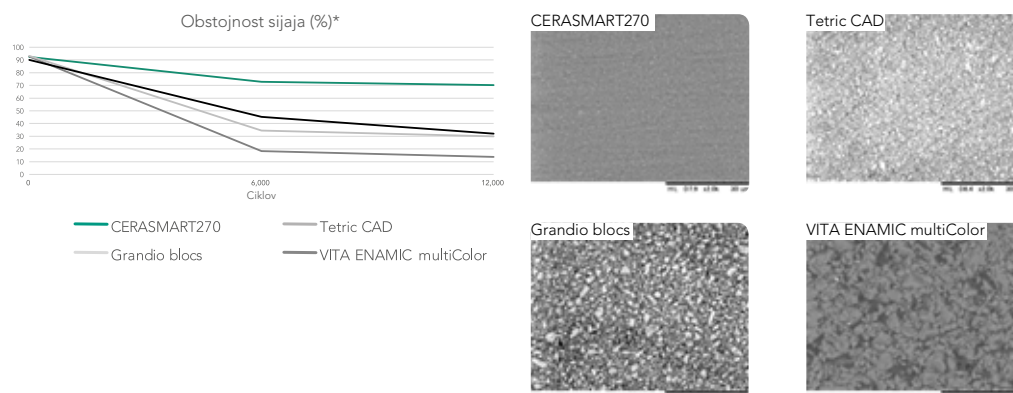 Obstojnost sijaja (%)*
100
90
80
70
60
50
40
30
20
10
0
0 6,000 12,000
Ciklov
CERASMART270 Tetric CAD
Grandio blocs VITA ENAMIC multiColor
CERASMART270 Tetric CAD
Grandio blocs VITA ENAMIC multiColor